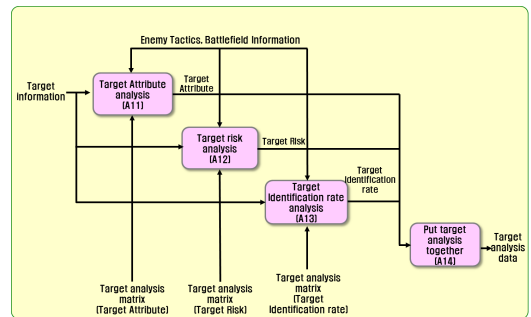 Enemy Tactics, Battlefield Information
Target
information
Target Attribute
analysis
[A11]
Target
Attribute
Target risk
analysis
[A12]
Target Risk
Target
Identification rate
analysis
[A13]
Target
Identification
rate
Put target
analysis
together
[A14]
Target
analysis
data
Target analysis
matrix
[Target Attribute]
Target analysis
matrix
[Target Risk]
Target analysis
matrix
[Target
Identification rate]